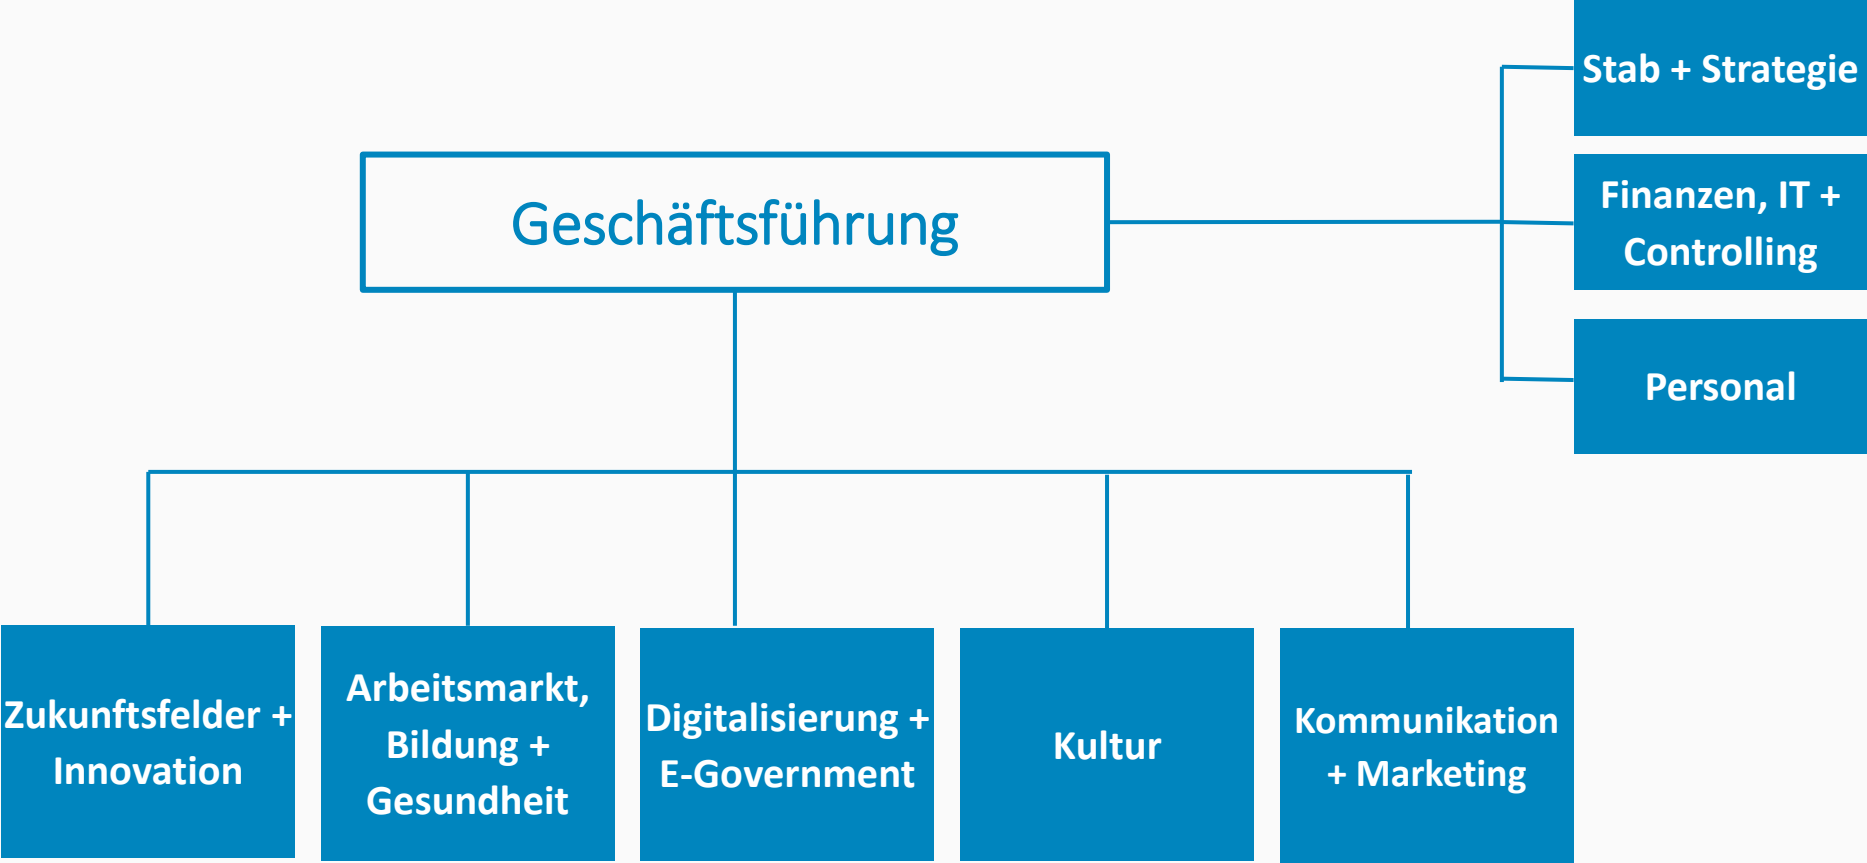 Stab + Strategie
Geschäftsführung
Finanzen, IT +
Controlling
Personal
Zukunftsfelder +
Innovation
Arbeitsmarkt,
Bildung +
Gesundheit
Digitalisierung +
E-Government
Kultur
Kommunikation
+ Marketing